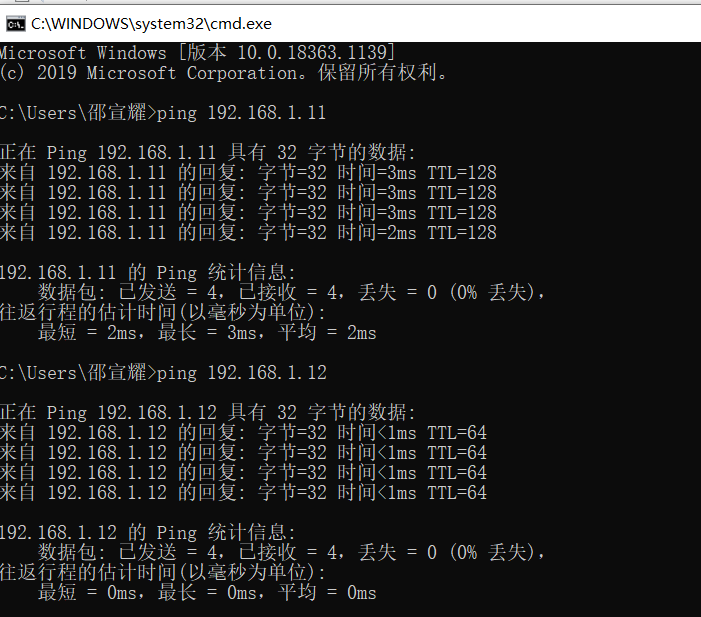 C:\WINDOWS\system32\cmd.exe
Microsoft Windows [版本 10.0.18363.1139]
(c) 2019 Microsoft Corporation。保留所有权利。
C:\Users\邵宣耀>ping 192.168.1.11
正在 Ping 192.168.1.11 具有 32 字节的数据:
来自 192.168.1.11 的回复: 字节=32 时间=3ms TTL=128
来自 192.168.1.11 的回复: 字节=32 时间=3ms TTL=128
来自 192.168.1.11 的回复: 字节=32 时间=3ms TTL=128
来自 192.168.1.11 的回复: 字节=32 时间=2ms TTL=128
192.168.1.11 的 Ping 统计信息:
数据包: 已发送 = 4，已接收 = 4，丢失 = 0 (0% 丢失)，
往返行程的估计时间(以毫秒为单位):
最短 = 2ms，最长 = 3ms，平均 = 2ms
C:\Users\邵宣耀>ping 192.168.1.12
正在 Ping 192.168.1.12 具有 32 字节的数据:
来自 192.168.1.12 的回复: 字节=32 时间<1ms TTL=64
来自 192.168.1.12 的回复: 字节=32 时间<1ms TTL=64
来自 192.168.1.12 的回复: 字节=32 时间<1ms TTL=64
来自 192.168.1.12 的回复: 字节=32 时间<1ms TTL=64
192.168.1.12 的 Ping 统计信息:
数据包: 已发送 = 4，已接收 = 4，丢失 = 0 (0% 丢失)，
往返行程的估计时间(以毫秒为单位):
最短 = 0ms，最长 = 0ms，平均 = 0ms